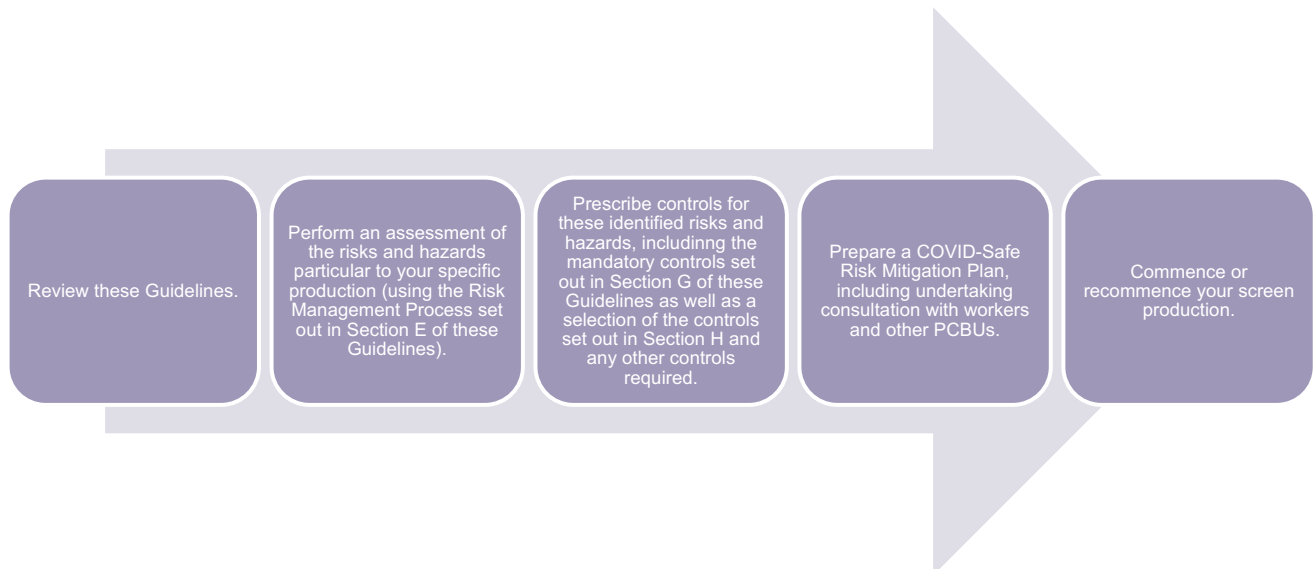 Review these Guidelines.
Perform an assessment of
the risks and hazards
particular to your specific
production (using the Risk
Management Process set
out in Section E of these
Guidelines).
Prescribe controls for
these identified risks and
hazards, includinng the
mandatory controls set
out in Section G of these
Guidelines as well as a
selection of the controls
set out in Section H and
any other controls
required.
Prepare a COVID-Safe
Risk Mitigation Plan,
including undertaking
consultation with workers
and other PCBUs.
Commence or
recommence your screen
production.